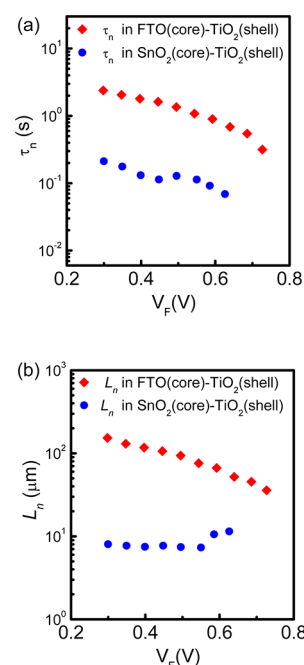 (a)
τn in FTO(core)-TiO2(shell)
τn in SnO2(core)-TiO2(shell)
10^1
10^0
10^-1
10^-2
τn (s)
0.2 0.4 0.6 0.8
VF(V)
(b)
Ln in FTO(core)-TiO2(shell)
Ln in SnO2(core)-TiO2(shell)
10^3
10^2
10^1
10^0
Ln (μm)
0.2 0.4 0.6 0.8
VF(V)